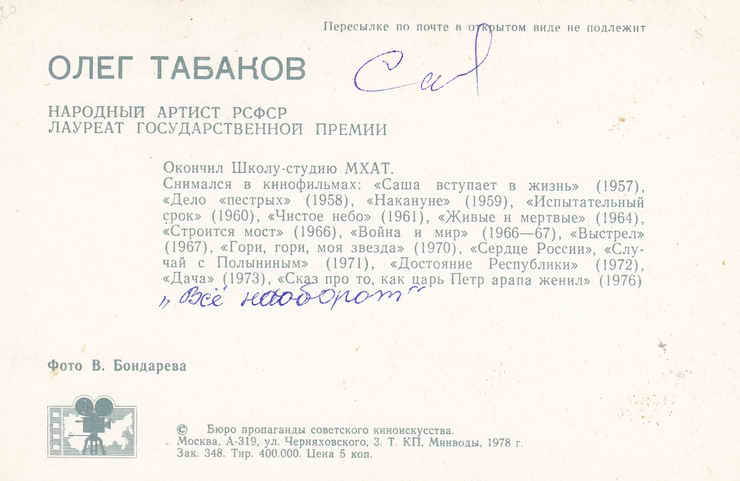 Пересылке по почте в открытом виде не подлежит
ОЛЕГ ТАБАКОВ
НАРОДНЫЙ АРТИСТ РСФСР
ЛАУРЕАТ ГОСУДАРСТВЕННОЙ ПРЕМИИ
Окончил Школу-студию МХАТ.
Снимался в кинофильмах: «Саша вступает в жизнь» (1957),
«Дело «пестрых» (1958), «Накануне» (1959), «Испытательный
срок» (1960), «Чистое небо» (1961), «Живые и мертвые» (1964),
«Строится мост» (1966), «Война и мир» (1966—67), «Выстрел»
(1967), «Гори, гори, моя звезда» (1970), «Сердце России», «Слу-
чай с Полыниным» (1971), «Достояние Республики» (1972),
«Дача» (1973), «Сказ про то, как царь Петр арапа женил» (1976)
„Всё наоборот“
Фото В. Бондарева
© Бюро пропаганды советского киноискусства.
Москва, А-319, ул. Черняховского, 3. Т. КП, Минводы, 1978 г.
Зак. 348. Тир. 400.000. Цена 5 коп.